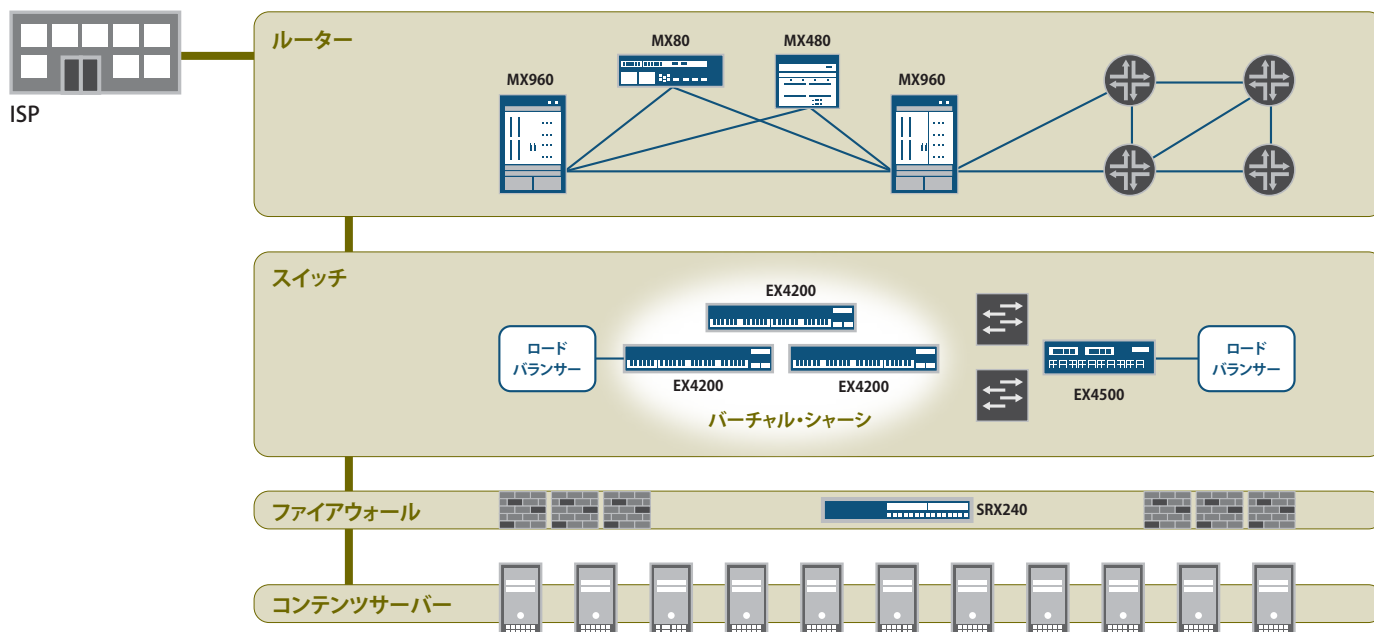 ISP
ルーター
MX80
MX480
MX960
MX960
スイッチ
EX4200
ロード
バランサー
EX4200
EX4200
バーチャル・シャーシ
EX4500
ロード
バランサー
ファイアウォール
SRX240
コンテンツサーバー